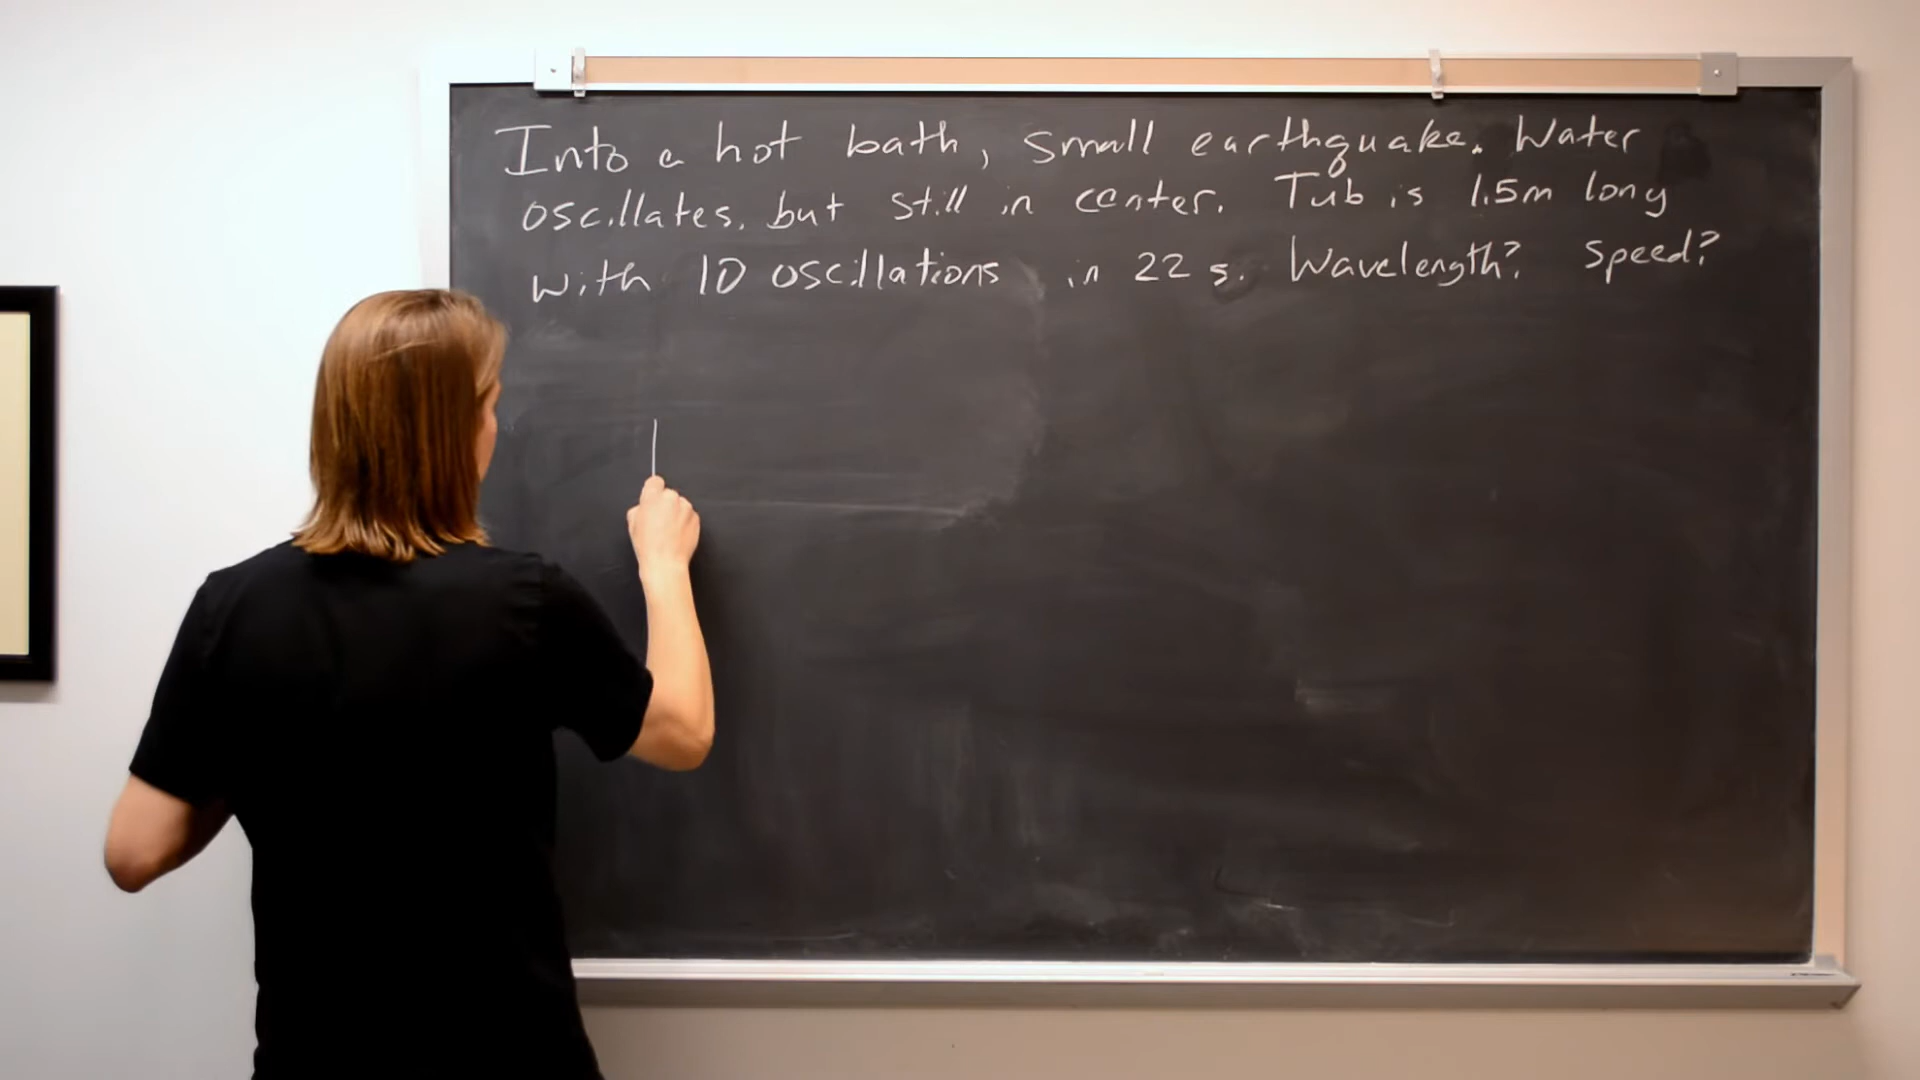 Into a hot bath, small earthquake. Water
oscillates, but still in center. Tub is 1.5m long
with 10 oscillations in 22 s. Wavelength? Speed?